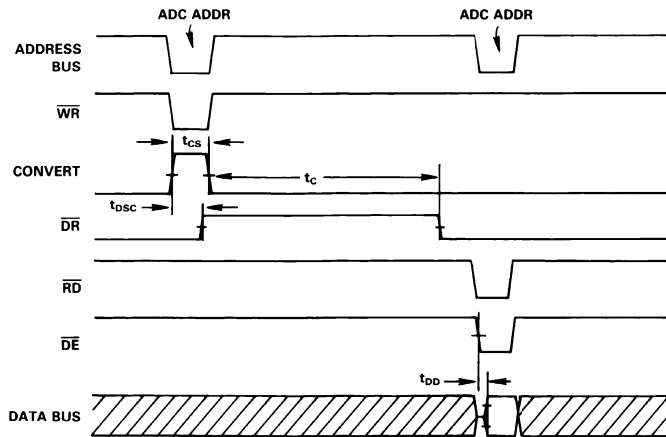 ADC ADDR ADC ADDR
ADDRESS
BUS
WR
tCS
CONVERT
tC
tDSC
DR
RD
DE
tDD
DATA BUS